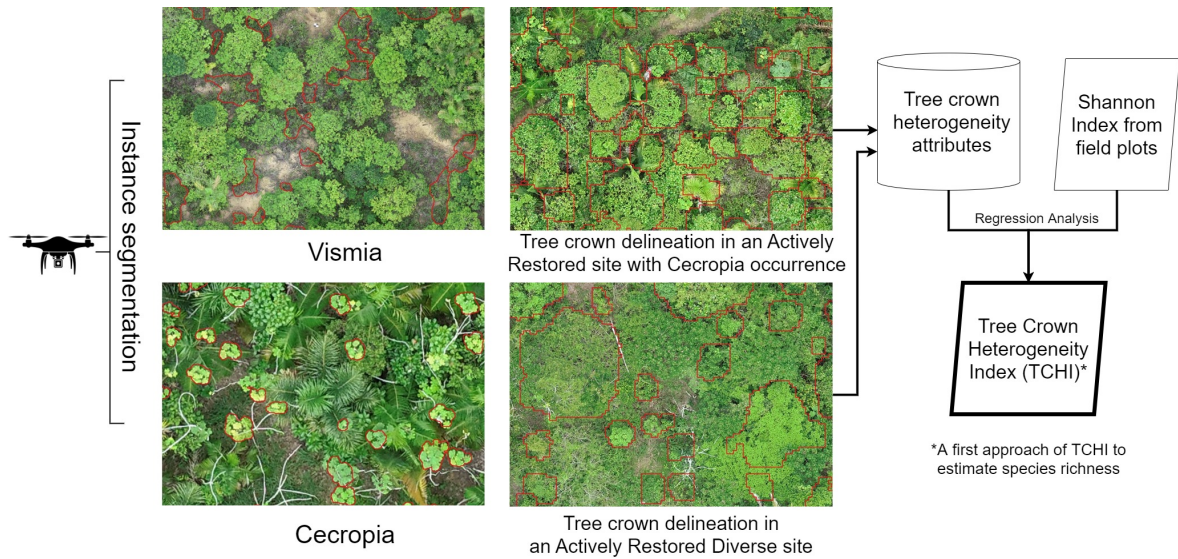 Instance segmentation
Vismia
Cecropia
Tree crown delineation in an Actively
Restored site with Cecropia occurrence
Tree crown delineation in
an Actively Restored Diverse site
Tree crown
heterogeneity
attributes
Shannon
Index from
field plots
Regression Analysis
Tree Crown
Heterogeneity
Index (TCHI)*
*A first approach of TCHI to
estimate species richness